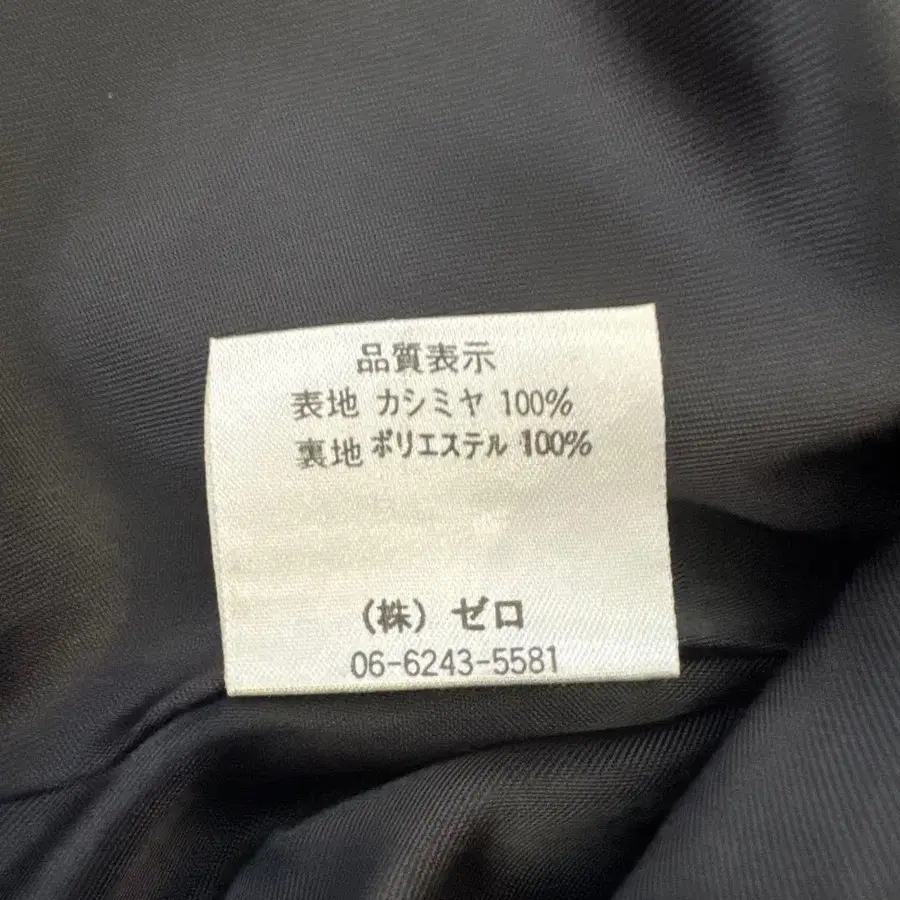 品質表示
表地 カシミヤ 100%
裏地 ポリエステル 100%
(株) ゼロ
06-6243-5581